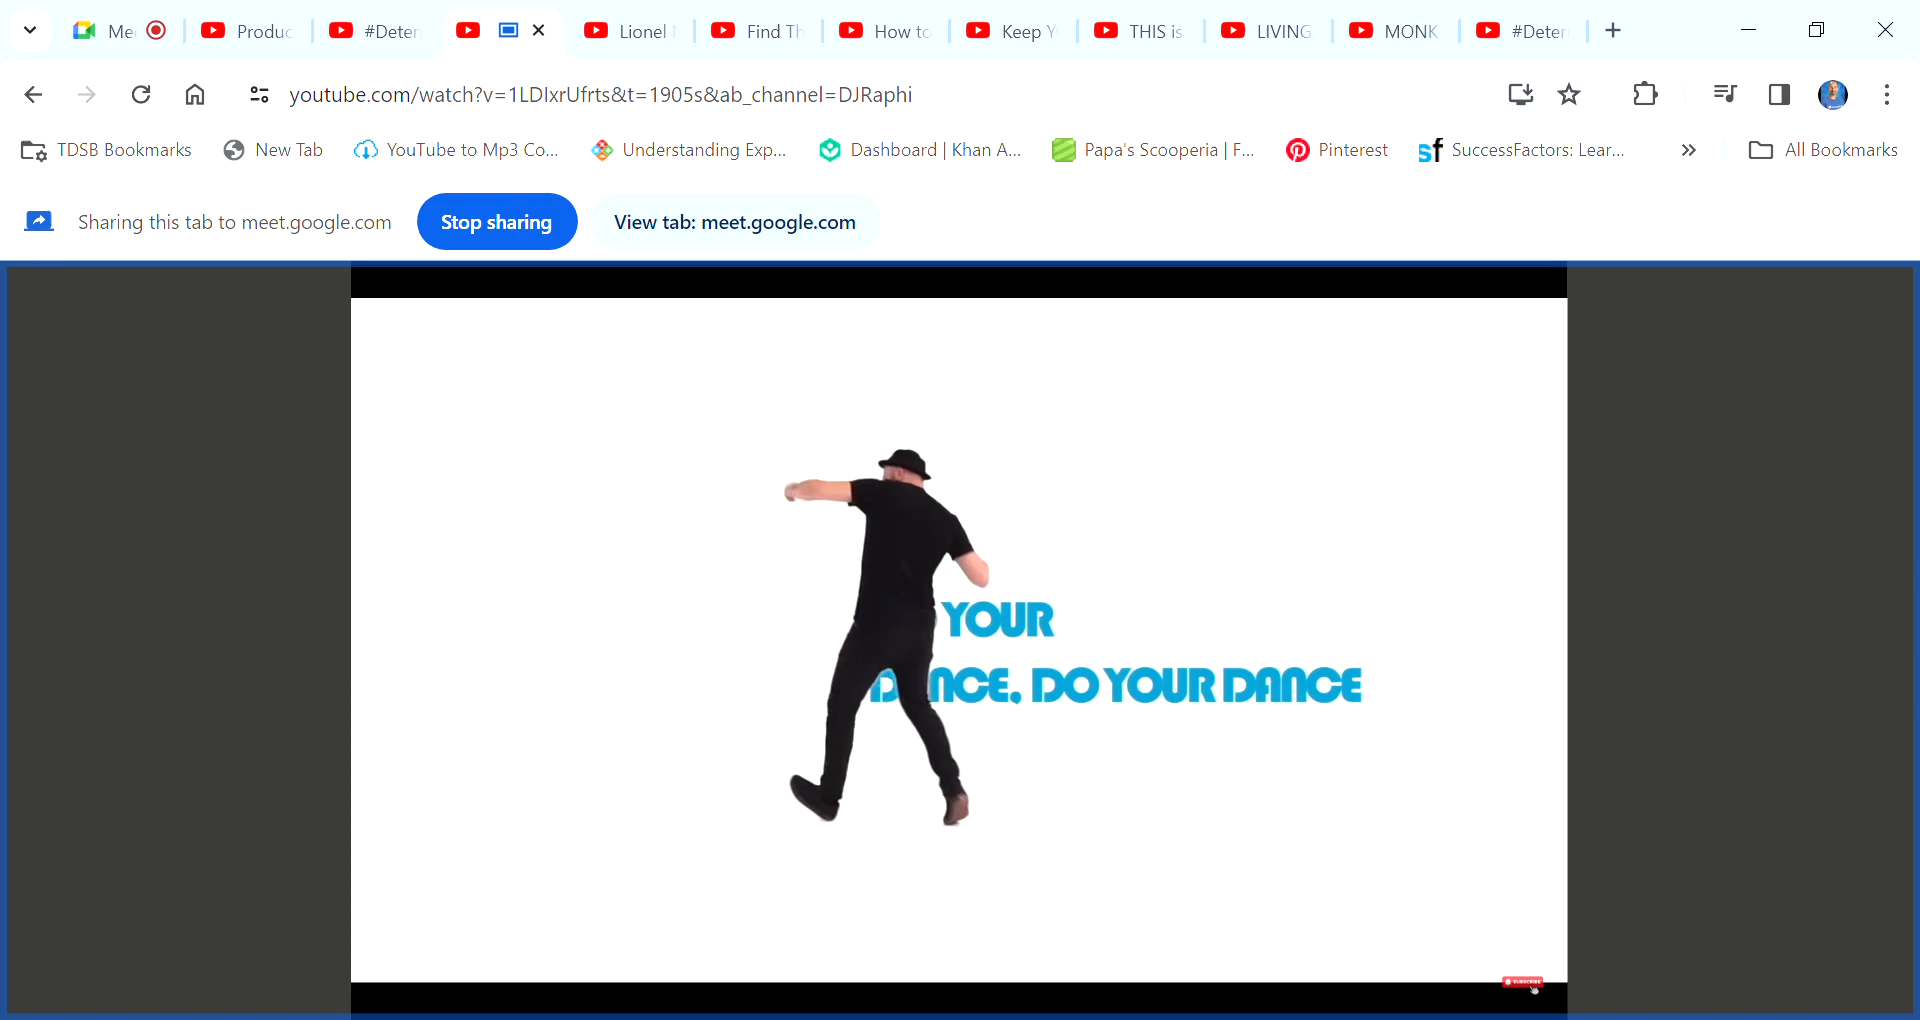 Me
Produc
#Deter
Lionel
Find Th
How to
Keep Y
THIS is
LIVING
MONK
#Deter
youtube.com/watch?v=1LDIxrUfrts&t=1905s&ab_channel=DJRaphi
TDSB Bookmarks
New Tab
YouTube to Mp3 Co...
Understanding Exp...
Dashboard | Khan A...
Papa's Scooperia | F...
Pinterest
sf SuccessFactors: Lear...
All Bookmarks
Sharing this tab to meet.google.com
Stop sharing
View tab: meet.google.com
YOUR
DANCE, DO YOUR DANCE
SUBSCRIBE